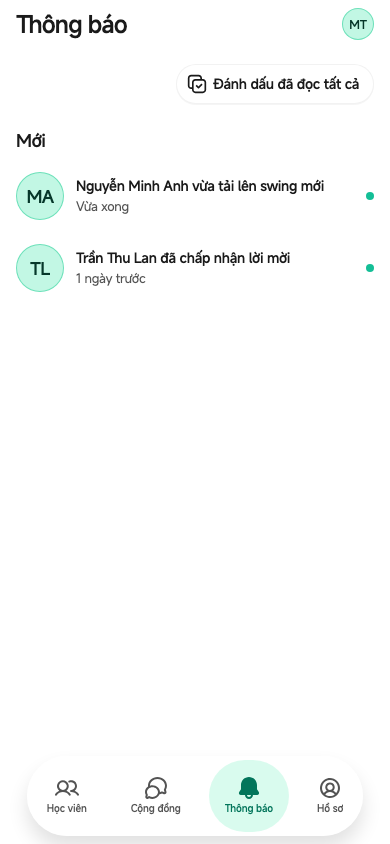 Thông báo
MT
Đánh dấu đã đọc tất cả
Mới
MA
Nguyễn Minh Anh vừa tải lên swing mới
Vừa xong
TL
Trần Thu Lan đã chấp nhận lời mời
1 ngày trước
Học viên
Cộng đồng
Thông báo
Hồ sơ